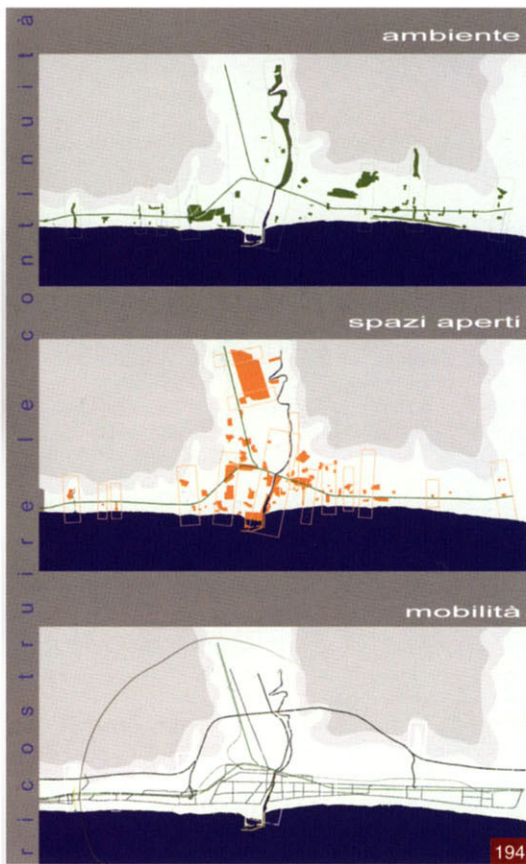 ricostruire le continuità
ambiente
spazi aperti
mobilità
194